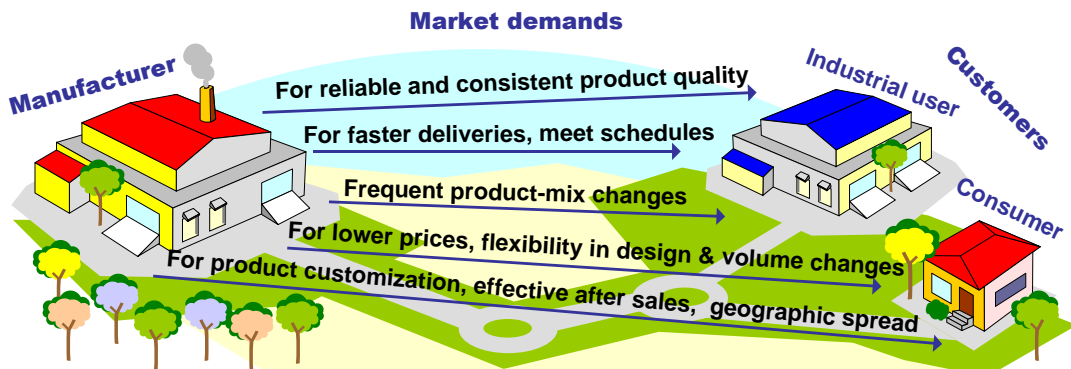 Market demands
Manufacturer
Industrial user
Customers
For reliable and consistent product quality
For faster deliveries, meet schedules
Frequent product-mix changes
Consumer
For lower prices, flexibility in design & volume changes
For product customization, effective after sales, geographic spread